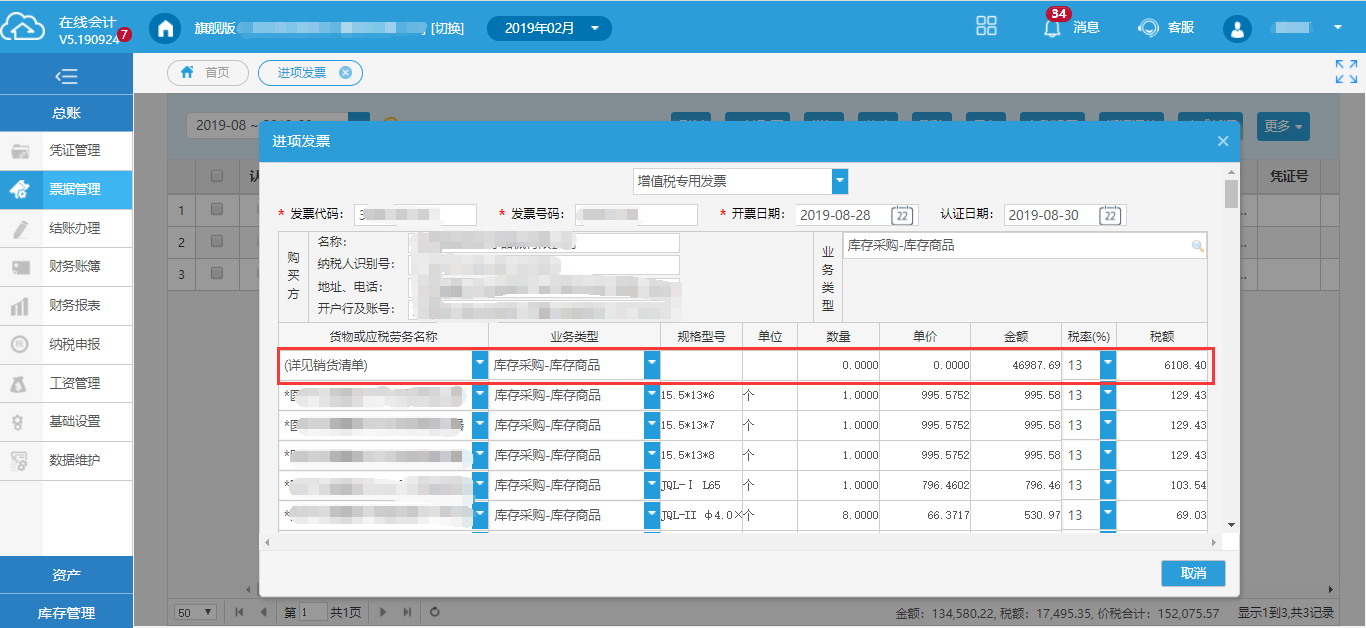 在线会计
V5.190924 7
旗舰版 [切换] 2019年02月 34 消息 客服
首页 进项发票
总账
凭证管理
票据管理
结账办理
财务账簿
财务报表
纳税申报
工资管理
基础设置
数据维护
资产
库存管理
2019-08 ~
更多
凭证号
1
2
3
进项发票
增值税专用发票
* 发票代码: 3 * 发票号码: * 开票日期: 2019-08-28 22 认证日期: 2019-08-30 22
购买方
名称:
纳税人识别号:
地址、电话:
开户行及账号:
业务类型
库存采购-库存商品
货物或应税劳务名称 业务类型 规格型号 单位 数量 单价 金额 税率(%) 税额
(详见销货清单) 库存采购-库存商品 0.0000 0.0000 46987.69 13 6108.40
库存采购-库存商品 15.5*13*6 个 1.0000 995.5752 995.58 13 129.43
库存采购-库存商品 15.5*13*7 个 1.0000 995.5752 995.58 13 129.43
库存采购-库存商品 15.5*13*8 个 1.0000 995.5752 995.58 13 129.43
库存采购-库存商品 JQL-Ⅰ L65 个 1.0000 796.4602 796.46 13 103.54
库存采购-库存商品 JQL-II φ4.0× 个 8.0000 66.3717 530.97 13 69.03
取消
50 第 1 共1页 金额: 134,580.22, 税额: 17,495.35, 价税合计: 152,075.57 显示1到3,共3记录